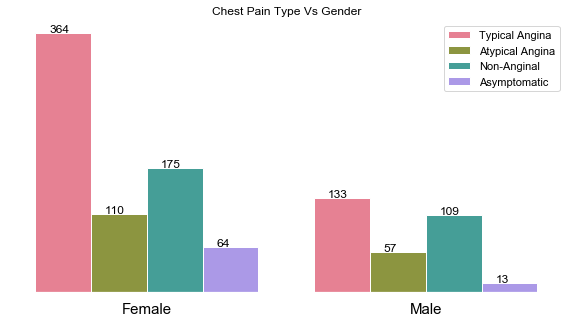 Chest Pain Type Vs Gender
Typical Angina
Atypical Angina
Non-Anginal
Asymptomatic
364
110
175
64
133
57
109
13
Female
Male